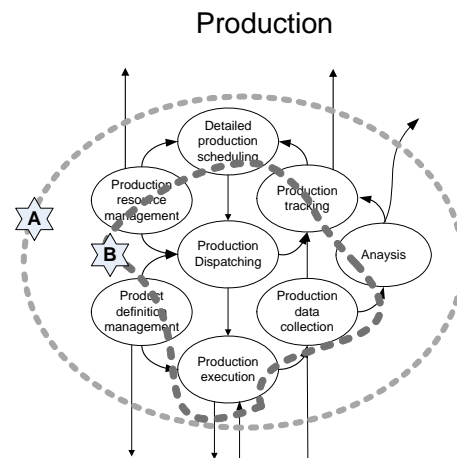 Production
Detailed
production
scheduling
Production
resource
management
Production
tracking
A
B
Production
Dispatching
Anaysis
Product
definition
management
Production
data
collection
Production
execution